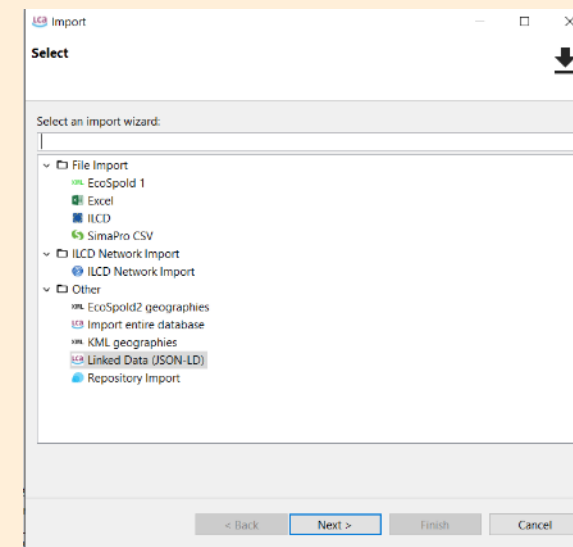 Import
Select
Select an import wizard:
File Import
EcoSpold 1
Excel
ILCD
SimaPro CSV
ILCD Network Import
ILCD Network Import
Other
EcoSpold2 geographies
Import entire database
KML geographies
Linked Data (JSON-LD)
Repository Import
< Back Next > Finish Cancel